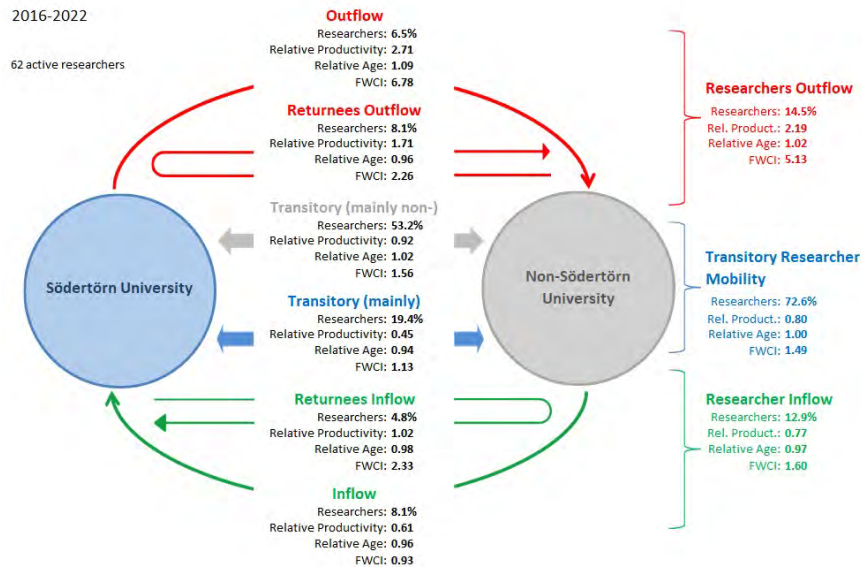 2016-2022
62 active researchers
Outflow
Researchers: 6.5%
Relative Productivity: 2.71
Relative Age: 1.09
FWCI: 6.78
Returnees Outflow
Researchers: 8.1%
Relative Productivity: 1.71
Relative Age: 0.96
FWCI: 2.26
Transitory (mainly non-)
Researchers: 53.2%
Relative Productivity: 0.92
Relative Age: 1.02
FWCI: 1.56
Södertörn University
Non-Södertörn
University
Transitory (mainly)
Researchers: 19.4%
Relative Productivity: 0.45
Relative Age: 0.94
FWCI: 1.13
Returnees Inflow
Researchers: 4.8%
Relative Productivity: 1.02
Relative Age: 0.98
FWCI: 2.33
Inflow
Researchers: 8.1%
Relative Productivity: 0.61
Relative Age: 0.96
FWCI: 0.93
Researchers Outflow
Researchers: 14.5%
Rel. Product.: 2.19
Relative Age: 1.02
FWCI: 5.13
Transitory Researcher
Mobility
Researchers: 72.6%
Rel. Product.: 0.80
Relative Age: 1.00
FWCI: 1.49
Researcher Inflow
Researchers: 12.9%
Rel. Product.: 0.77
Relative Age: 0.97
FWCI: 1.60